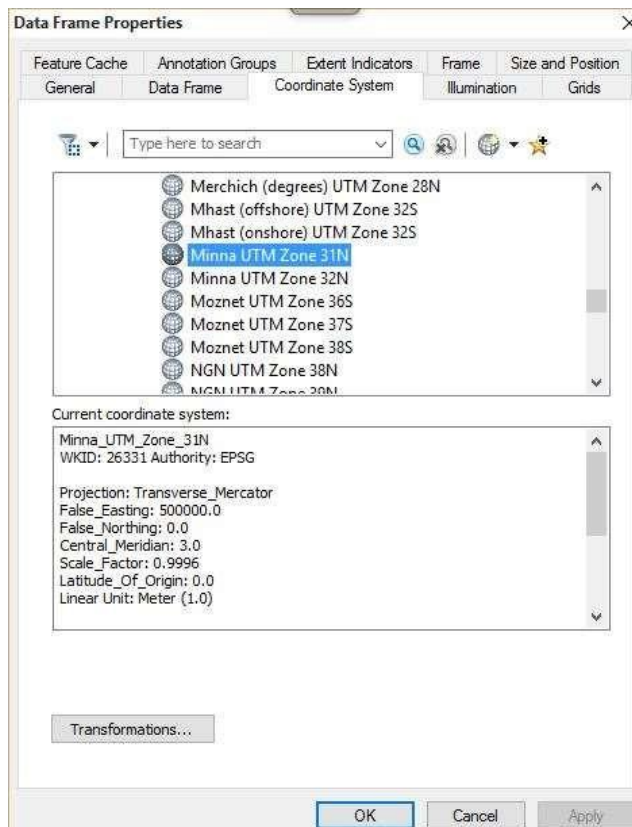 Data Frame Properties
Feature Cache Annotation Groups Extent Indicators Frame Size and Position
General Data Frame Coordinate System Illumination Grids
Type here to search
Merchich (degrees) UTM Zone 28N
Mhast (offshore) UTM Zone 32S
Mhast (onshore) UTM Zone 32S
Minna UTM Zone 31N
Minna UTM Zone 32N
Moznet UTM Zone 36S
Moznet UTM Zone 37S
Moznet UTM Zone 38S
NGN UTM Zone 38N
NGN UTM Zone 39N
Current coordinate system:
Minna_UTM_Zone_31N
WKID: 26331 Authority: EPSG
Projection: Transverse_Mercator
False_Easting: 500000.0
False_Northing: 0.0
Central_Meridian: 3.0
Scale_Factor: 0.9996
Latitude_Of_Origin: 0.0
Linear Unit: Meter (1.0)
Transformations...
OK Cancel Apply